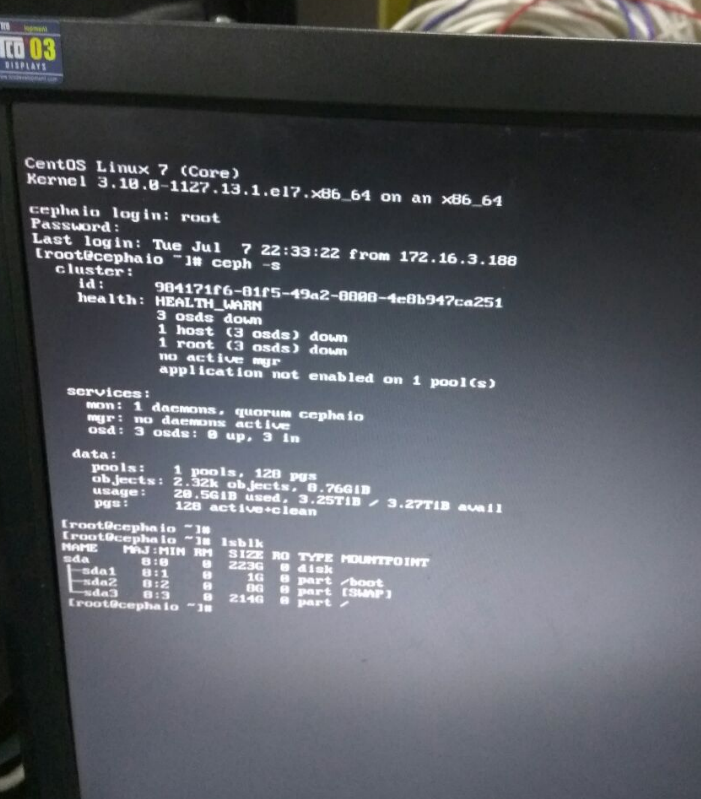 TCO 03
DISPLAYS
CentOS Linux 7 (Core)
Kernel 3.10.0-1127.13.1.el7.x86_64 on an x86_64
cephaio login: root
Password:
Last login: Tue Jul  7 22:33:22 from 172.16.3.188
[root@cephaio ~]# ceph -s
  cluster:
    id:     984171f6-81f5-49a2-8808-4e8b947ca251
    health: HEALTH_WARN
            3 osds down
            1 host (3 osds) down
            1 root (3 osds) down
            no active mgr
            application not enabled on 1 pool(s)
  services:
    mon: 1 daemons, quorum cephaio
    mgr: no daemons active
    osd: 3 osds: 0 up, 3 in
  data:
    pools:   1 pools, 128 pgs
    objects: 2.32k objects, 8.76GiB
    usage:   20.5GiB used, 3.25TiB / 3.27TiB avail
    pgs:     128 active+clean
[root@cephaio ~]#
[root@cephaio ~]# lsblk
NAME   MAJ:MIN RM  SIZE RO TYPE MOUNTPOINT
sda      8:0    0  223G  0 disk
├─sda1   8:1    0    1G  0 part /boot
├─sda2   8:2    0    8G  0 part [SWAP]
└─sda3   8:3    0  214G  0 part /
[root@cephaio ~]#